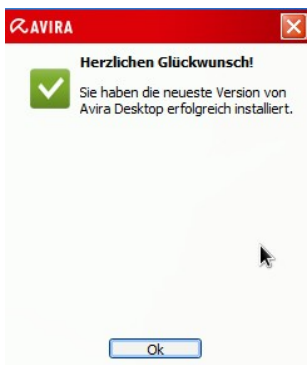 AVIRA
Herzlichen Glückwunsch!
Sie haben die neueste Version von
Avira Desktop erfolgreich installiert.
Ok